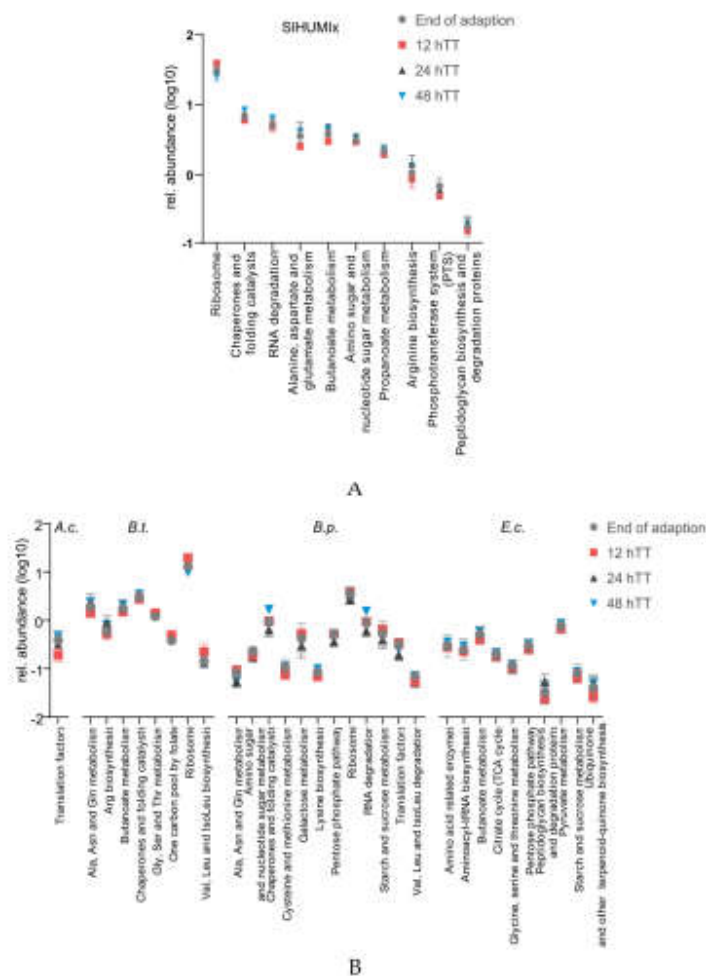 SIHUMIx
End of adaption
12 hTT
24 hTT
48 hTT
rel. abundance (log10)
2
1
0
-1
Ribosome
Chaperones and
folding catalysts
RNA degradation
Alanine, aspartate and
glutamate metabolism
Butanoate metabolism
Amino sugar and
nucleotide sugar metabolism
Propanoate metabolism
Arginine biosynthesis
Phosphotransferase system
(PTS)
Peptidoglycan biosynthesis and
degradation proteins
A
A.c.
B.t.
B.p.
E.c.
End of adaption
12 hTT
24 hTT
48 hTT
rel. abundance (log10)
2
1
0
-1
-2
Translation factors
Ala, Asn and Gln metabolism
Arg biosynthesis
Butanoate metabolism
Chaperones and folding catalysts
Gly, Ser and Thr metabolism
One carbon pool by folate
Ribosome
Val, Leu and IsoLeu biosynthesis
Ala, Asn and Gln metabolism
Amino sugar
and nucleotide sugar metabolism
Chaperones and folding catalysts
Cysteine and methionine metabolism
Galactose metabolism
Lysine biosynthesis
Pentose phosphate pathway
Ribosome
RNA degradation
Starch and sucrose metabolism
Translation factors
Val, Leu and IsoLeu degradation
Amino acid related enzymes
Aminoacyl-tRNA biosynthesis
Butanoate metabolism
Citrate cycle (TCA cycle
Glycine, serine and threonine metabolism
Pentose phosphate pathway
Peptidoglycan biosynthesis
and degradation proteins
Pyruvate metabolism
Starch and sucrose metabolism
Ubiquinone
and other terpenoid-quinone biosynthesis
B